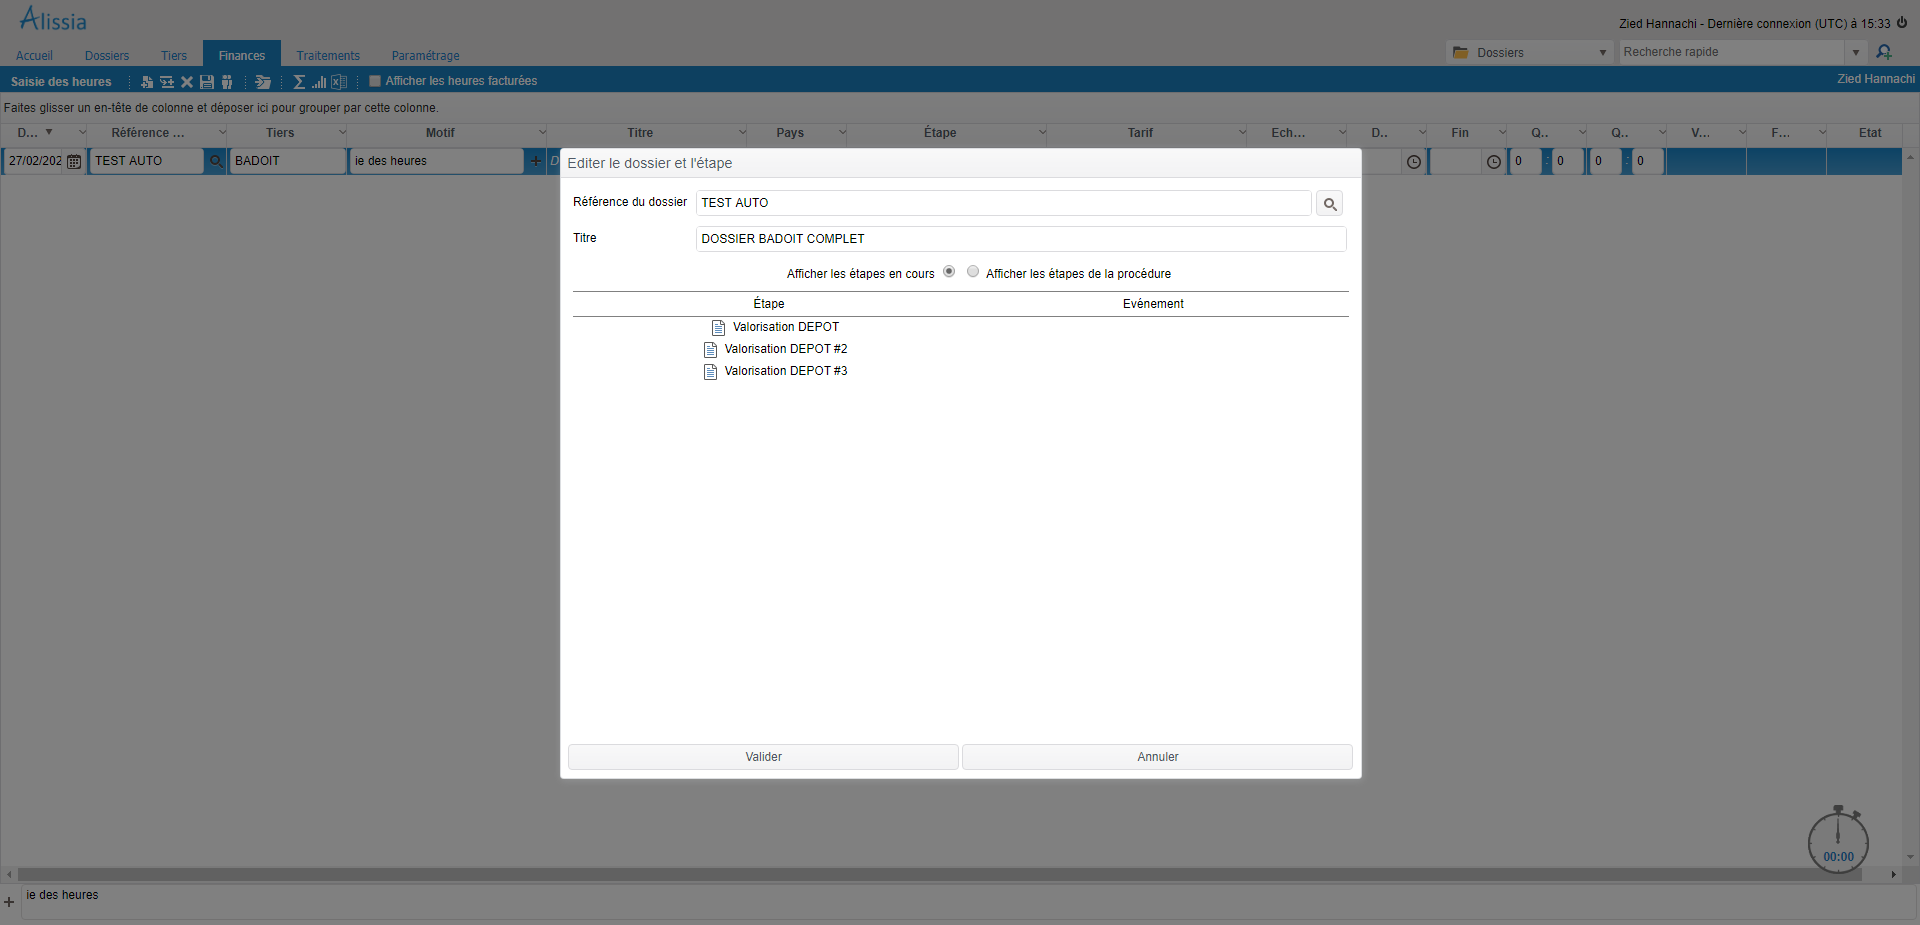 Alissia
Zied Hannachi - Dernière connexion (UTC) à 15:33
Accueil Dossiers Tiers Finances Traitements Paramétrage
Dossiers Recherche rapide
Saisie des heures Afficher les heures facturées Zied Hannachi
Faites glisser un en-tête de colonne et déposer ici pour grouper par cette colonne.
D... Référence ... Tiers Motif Titre Pays Étape Tarif Ech... D.. Fin Q.. Q.. V... F... Etat
27/02/202 TEST AUTO BADOIT ie des heures D 0 : 0 0 : 0
Editer le dossier et l'étape
Référence du dossier TEST AUTO
Titre DOSSIER BADOIT COMPLET
Afficher les étapes en cours Afficher les étapes de la procédure
Étape Evénement
Valorisation DEPOT
Valorisation DEPOT #2
Valorisation DEPOT #3
Valider Annuler
00:00
ie des heures